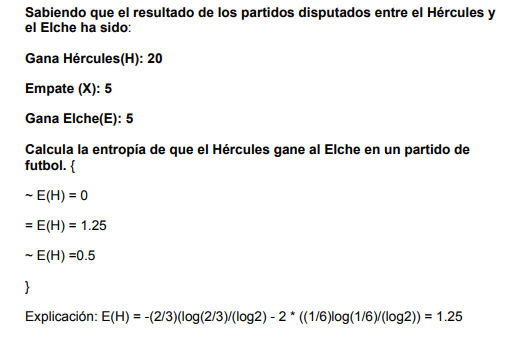 Sabiendo que el resultado de los partidos disputados entre el Hércules y
el Elche ha sido:
Gana Hércules(H): 20
Empate (X): 5
Gana Elche(E): 5
Calcula la entropía de que el Hércules gane al Elche en un partido de
futbol. {
~ E(H) = 0
= E(H) = 1.25
~ E(H) =0.5
}
Explicación: E(H) = -(2/3)(log(2/3)/(log2) - 2 * ((1/6)log(1/6)/(log2)) = 1.25